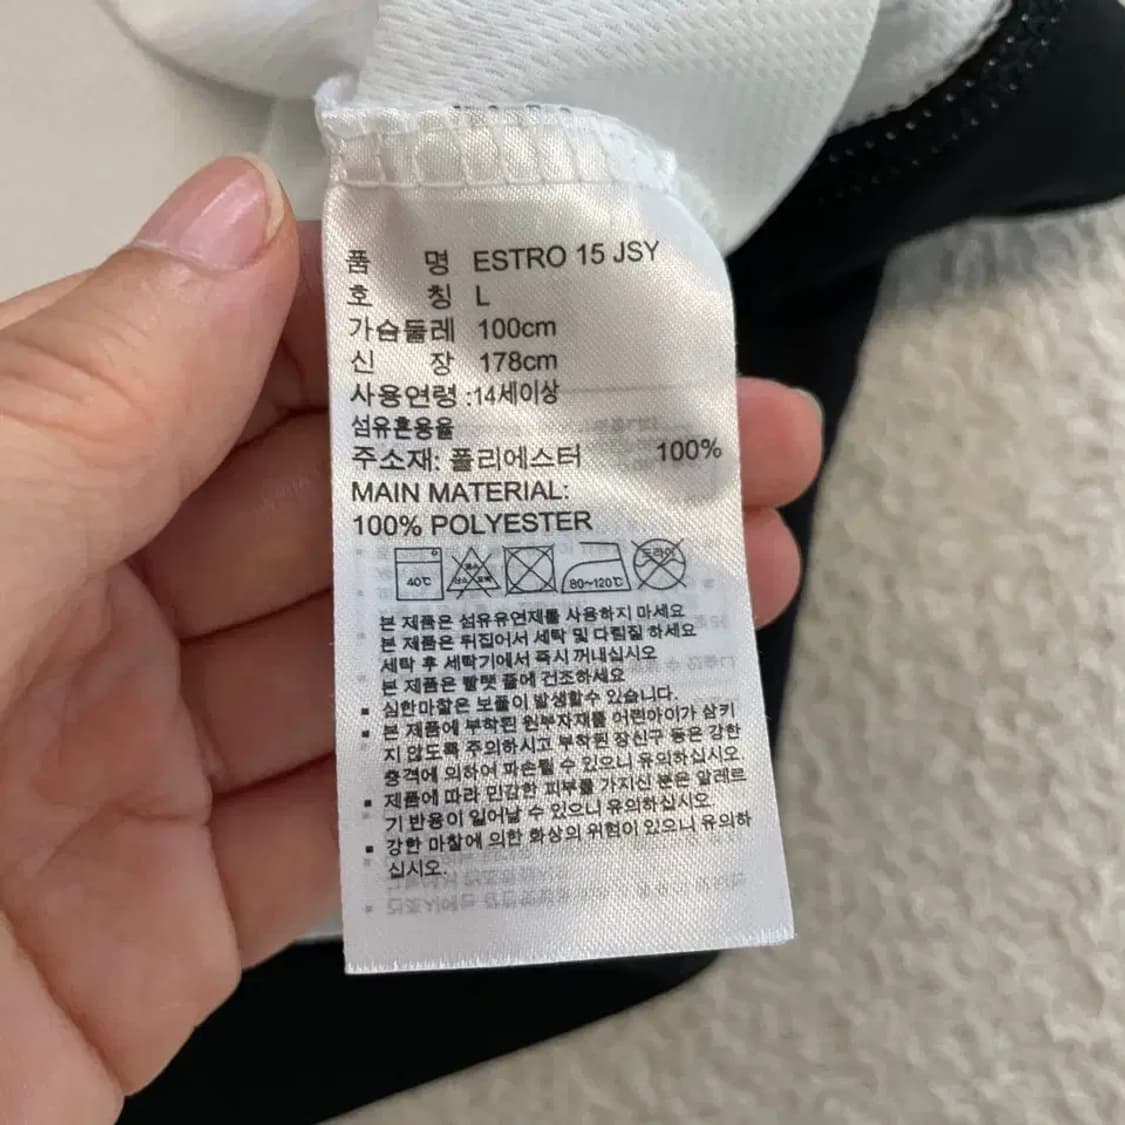 품 명 ESTRO 15 JSY
호 칭 L
가슴둘레 100cm
신 장 178cm
사용연령 :14세이상
섬유혼용율
주소재: 폴리에스터 100%
MAIN MATERIAL:
100% POLYESTER
40℃ 80~120℃ 드라이
본 제품은 섬유유연제를 사용하지 마세요
본 제품은 뒤집어서 세탁 및 다림질 하세요
세탁 후 세탁기에서 즉시 꺼내십시오
본 제품은 땡볕 풀에 건조하세요
▪ 심한마찰은 보풀이 발생할수 있습니다.
▪ 본 제품에 부착된 원부자재를 어린아이가 삼키
지 않도록 주의하시고 부착된 장신구 등은 강한
충격에 의하여 파손될 수 있으니 유의하십시오
▪ 제품에 따라 민감한 피부를 가지신 분은 알레르
기 반응이 일어날 수 있으니 유의하십시오.
▪ 강한 마찰에 의한 화상의 위험이 있으니 유의하
십시오.